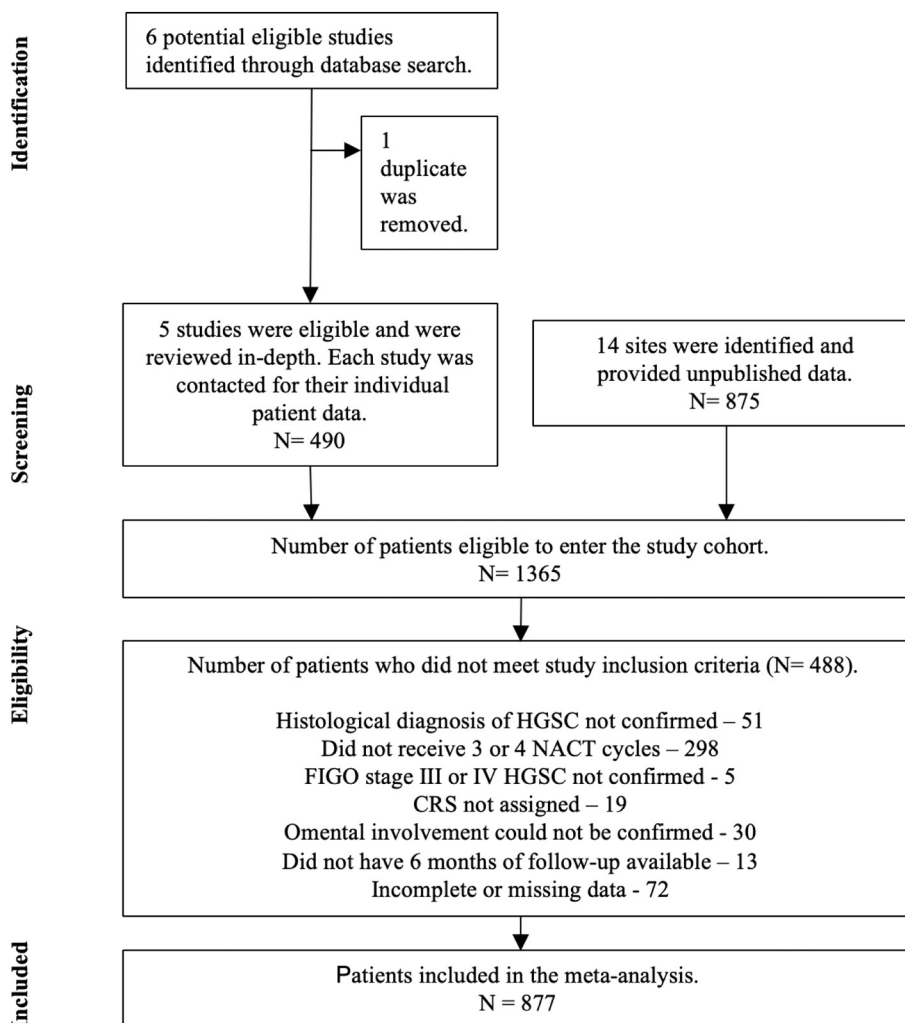 Identification
6 potential eligible studies
identified through database search.
1
duplicate
was
removed.
Screening
5 studies were eligible and were
reviewed in-depth. Each study was
contacted for their individual
patient data.
N= 490
14 sites were identified and
provided unpublished data.
N= 875
Number of patients eligible to enter the study cohort.
N= 1365
Eligibility
Number of patients who did not meet study inclusion criteria (N= 488).
Histological diagnosis of HGSC not confirmed – 51
Did not receive 3 or 4 NACT cycles – 298
FIGO stage III or IV HGSC not confirmed - 5
CRS not assigned – 19
Omental involvement could not be confirmed - 30
Did not have 6 months of follow-up available – 13
Incomplete or missing data - 72
Included
Patients included in the meta-analysis.
N = 877